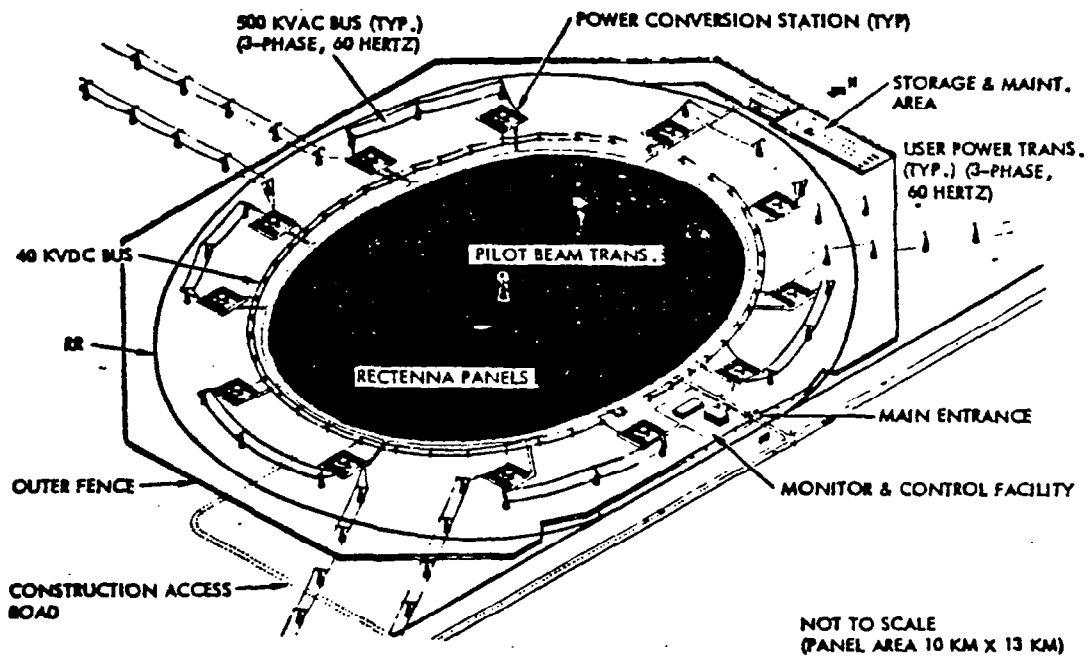 500 KVAC BUS (TYP.)
(3-PHASE, 60 HERTZ)
POWER CONVERSION STATION (TYP)
STORAGE & MAINT.
AREA
USER POWER TRANS.
(TYP.) (3-PHASE,
60 HERTZ)
40 KVDC BUS
PILOT BEAM TRANS.
RR
RECTENNA PANELS
MAIN ENTRANCE
OUTER FENCE
MONITOR & CONTROL FACILITY
CONSTRUCTION ACCESS
ROAD
NOT TO SCALE
(PANEL AREA 10 KM X 13 KM)